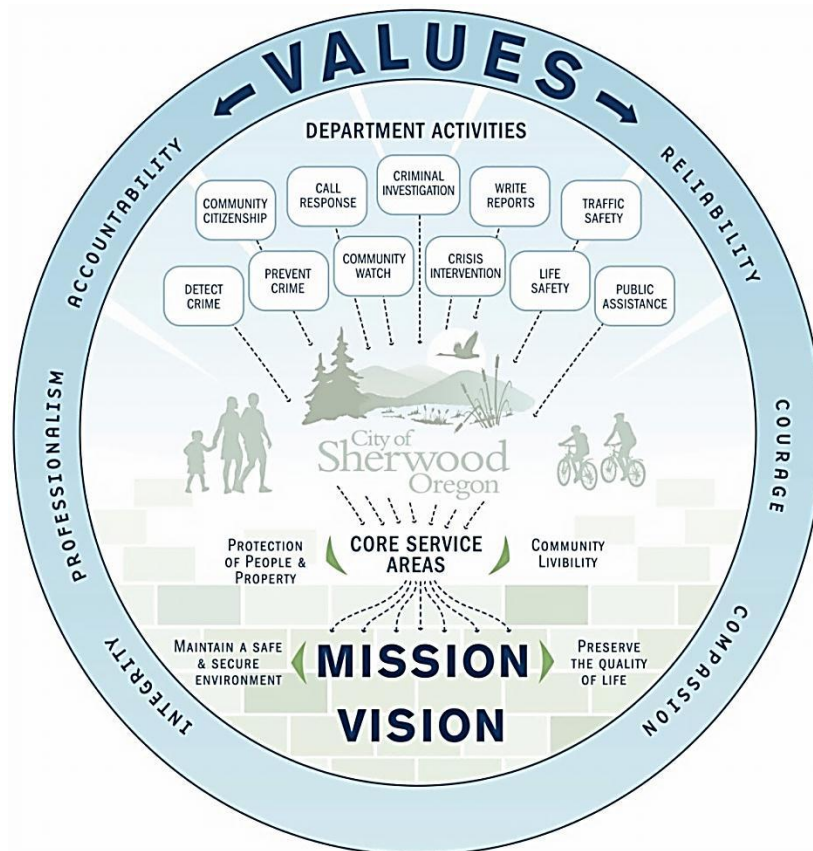 VALUES
ACCOUNTABILITY
PROFESSIONALISM
INTEGRITY
RELIABILITY
COURAGE
COMPASSION
DEPARTMENT ACTIVITIES
COMMUNITY
CITIZENSHIP
CALL
RESPONSE
CRIMINAL
INVESTIGATION
WRITE
REPORTS
TRAFFIC
SAFETY
DETECT
CRIME
PREVENT
CRIME
COMMUNITY
WATCH
CRISIS
INTERVENTION
LIFE
SAFETY
PUBLIC
ASSISTANCE
City of
Sherwood
Oregon
PROTECTION
OF PEOPLE &
PROPERTY
CORE SERVICE
AREAS
COMMUNITY
LIVIBILITY
MAINTAIN A SAFE
& SECURE
ENVIRONMENT
MISSION
PRESERVE
THE QUALITY
OF LIFE
VISION